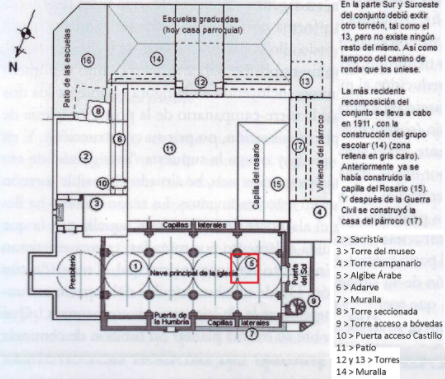 Escuelas graduadas
(hoy casa parroquial)
Patio de las escuelas
16
14
13
12
8
N
6
2
11
17
10
3
Capilla del rosario
15
Vivienda del párroco
4
Capillas laterales
Presbiterio
1
Nave principal de la iglesia
5
Puerta del Sol
Puerta de
la Humbría
Capillas laterales
9
7
En la parte Sur y Suroeste
del conjunto debió exitir
otro torreón, tal como el
13, pero no existe ningún
resto del mismo. Así como
tampoco del camino de
ronda que los uniese.
La más recidente
recomposición del
conjunto se lleva a cabo
en 1911, con la
construcción del grupo
escolar (14) (zona
rellena en gris calro).
Anteriormente ya se
había construido la
capilla del Rosario (15).
Y después de la Guerra
Civil se construyó la
casa del párroco (17)
2 > Sacristía
3 > Torre del museo
4 > Torre campanario
5 > Algibe Árabe
6 > Adarve
7 > Muralla
8 > Torre seccionada
9 > Torre acceso a bóvedas
10 > Puerta acceso Castillo
11 > Patio
12 y 13 > Torres
14 > Muralla